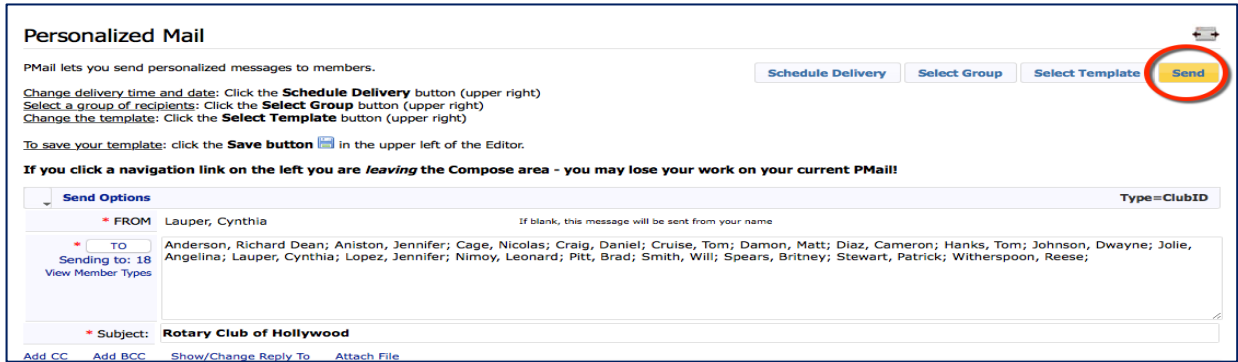 Personalized Mail
PMail lets you send personalized messages to members.
Schedule Delivery Select Group Select Template Send
Change delivery time and date: Click the Schedule Delivery button (upper right)
Select a group of recipients: Click the Select Group button (upper right)
Change the template: Click the Select Template button (upper right)
To save your template: click the Save button in the upper left of the Editor.
If you click a navigation link on the left you are leaving the Compose area - you may lose your work on your current PMail!
Send Options Type=ClubID
* FROM Lauper, Cynthia If blank, this message will be sent from your name
* TO Anderson, Richard Dean; Aniston, Jennifer; Cage, Nicolas; Craig, Daniel; Cruise, Tom; Damon, Matt; Diaz, Cameron; Hanks, Tom; Johnson, Dwayne; Jolie,
Sending to: 18 Angelina; Lauper, Cynthia; Lopez, Jennifer; Nimoy, Leonard; Pitt, Brad; Smith, Will; Spears, Britney; Stewart, Patrick; Witherspoon, Reese;
View Member Types
* Subject: Rotary Club of Hollywood
Add CC Add BCC Show/Change Reply To Attach File